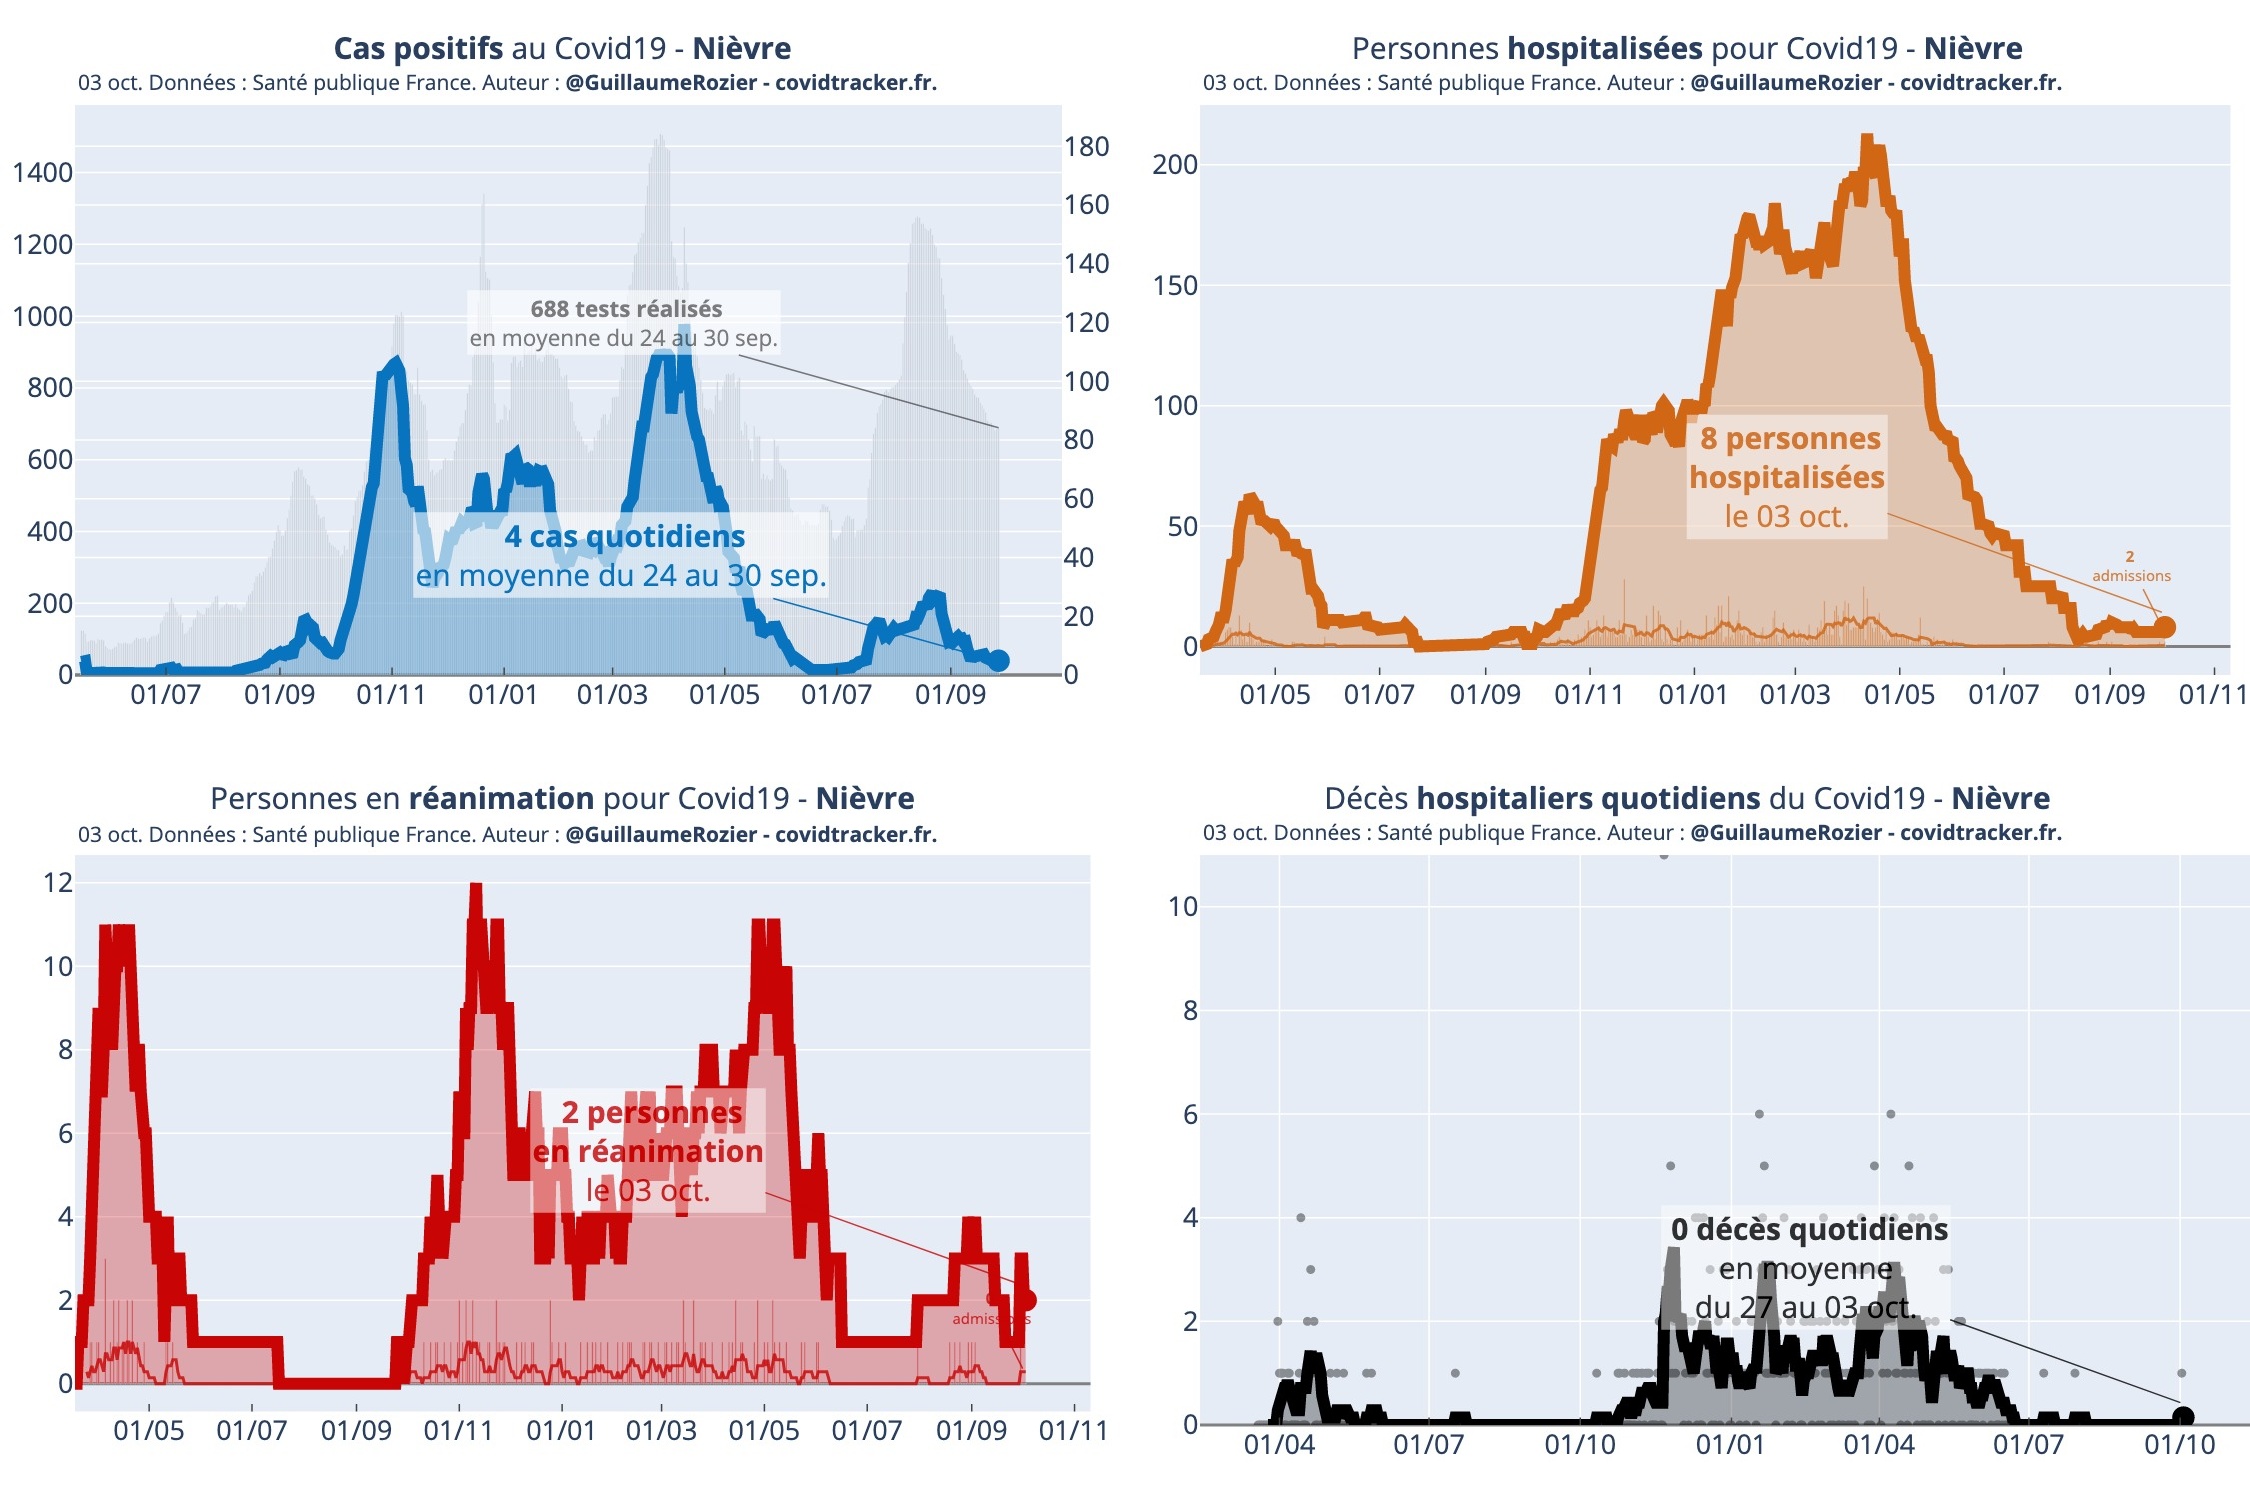 Cas positifs au Covid19 - Nièvre
03 oct. Données : Santé publique France. Auteur : @GuillaumeRozier - covidtracker.fr.
1400
1200
1000
800
600
400
200
0
180
160
140
120
100
80
60
40
20
0
688 tests réalisés
en moyenne du 24 au 30 sep.
4 cas quotidiens
en moyenne du 24 au 30 sep.
01/07 01/09 01/11 01/01 01/03 01/05 01/07 01/09
Personnes hospitalisées pour Covid19 - Nièvre
03 oct. Données : Santé publique France. Auteur : @GuillaumeRozier - covidtracker.fr.
200
150
100
50
0
8 personnes
hospitalisées
le 03 oct.
2
admissions
01/05 01/07 01/09 01/11 01/01 01/03 01/05 01/07 01/09 01/11
Personnes en réanimation pour Covid19 - Nièvre
03 oct. Données : Santé publique France. Auteur : @GuillaumeRozier - covidtracker.fr.
12
10
8
6
4
2
0
2 personnes
en réanimation
le 03 oct.
admissions
01/05 01/07 01/09 01/11 01/01 01/03 01/05 01/07 01/09 01/11
Décès hospitaliers quotidiens du Covid19 - Nièvre
03 oct. Données : Santé publique France. Auteur : @GuillaumeRozier - covidtracker.fr.
10
8
6
4
2
0
0 décès quotidiens
en moyenne
du 27 au 03 oct.
01/04 01/07 01/10 01/01 01/04 01/07 01/10